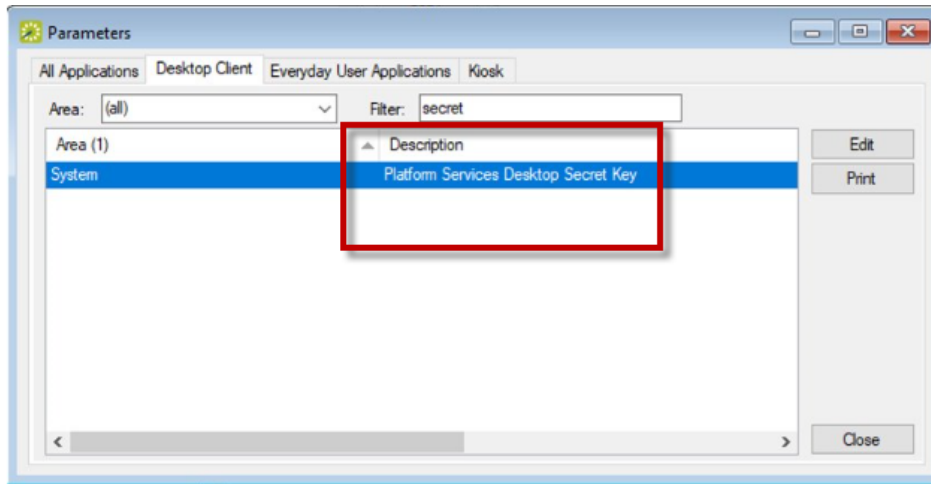 Parameters
All Applications Desktop Client Everyday User Applications Kiosk
Area: (all) Filter: secret
Area (1) Description Edit
System Platform Services Desktop Secret Key Print
Close